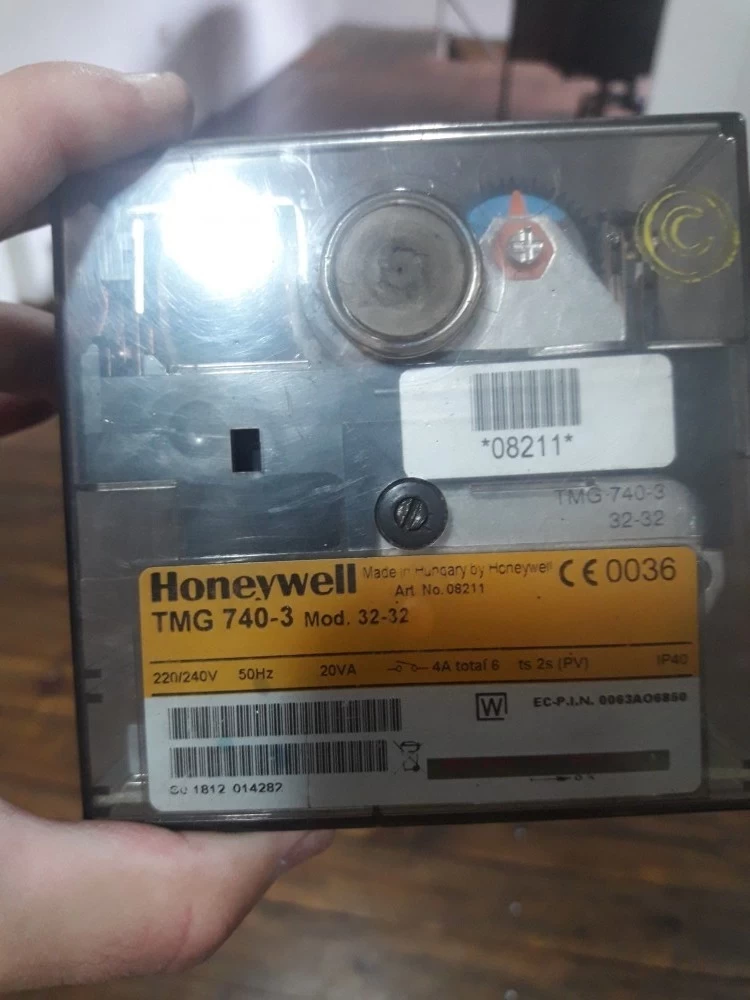 ©
*08211*
TMG 740-3
32-32
Honeywell Made in Hungary by Honeywell CE 0036
Art. No. 08211
TMG 740-3 Mod. 32-32
220/240V 50Hz 20VA 4A total 6 ts 2s (PV) IP40
W EC-P.I.N. 0063AO6850
1812 014282